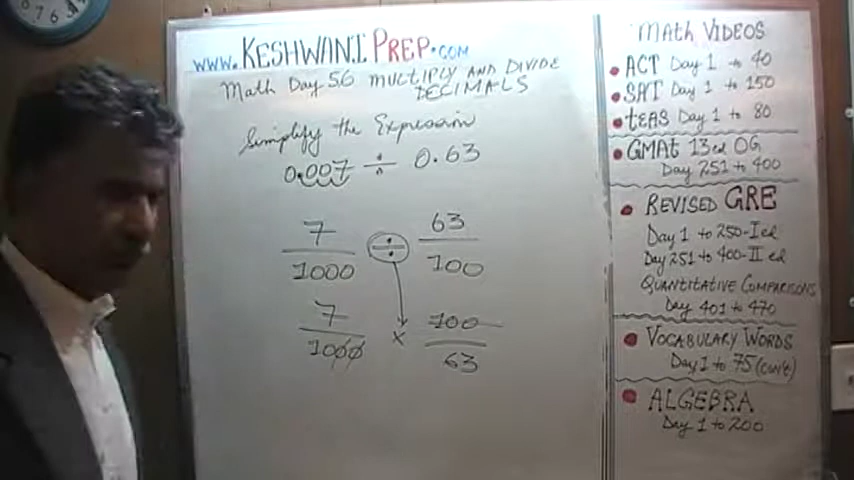 www.KESHWANIPREP.COM
Math Day 56 MULTIPLY AND DIVIDE
DECIMALS
Simplify the Expression
0.007 ÷ 0.63
7 ÷ 63
1000 100
7 × 100
1000 63
MATH VIDEOS
ACT Day 1 to 40
SAT Day 1 to 150
TEAS Day 1 to 80
GMAT 13ed OG
Day 251 to 400
REVISED GRE
Day 1 to 250-I ed
Day 251 to 400-II ed
QUANTITATIVE COMPARISONS
Day 401 to 470
VOCABULARY WORDS
Day 1 to 75 (con't)
ALGEBRA
Day 1 to 200